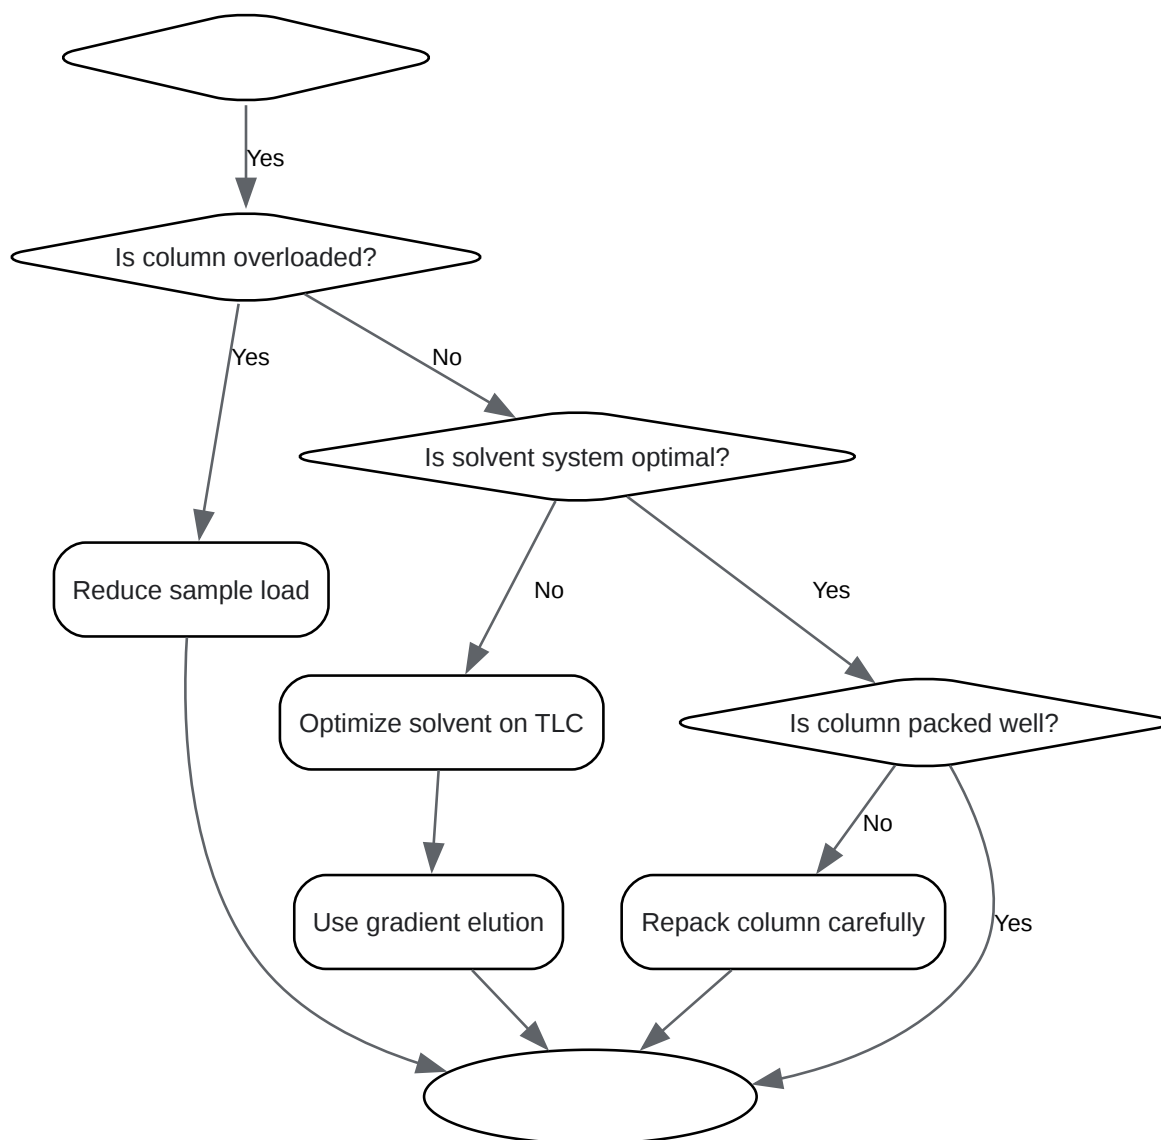 Yes
Is column overloaded?
Yes
No
Is solvent system optimal?
No
Yes
Reduce sample load
Optimize solvent on TLC
Is column packed well?
No
Use gradient elution
Repack column carefully
Yes